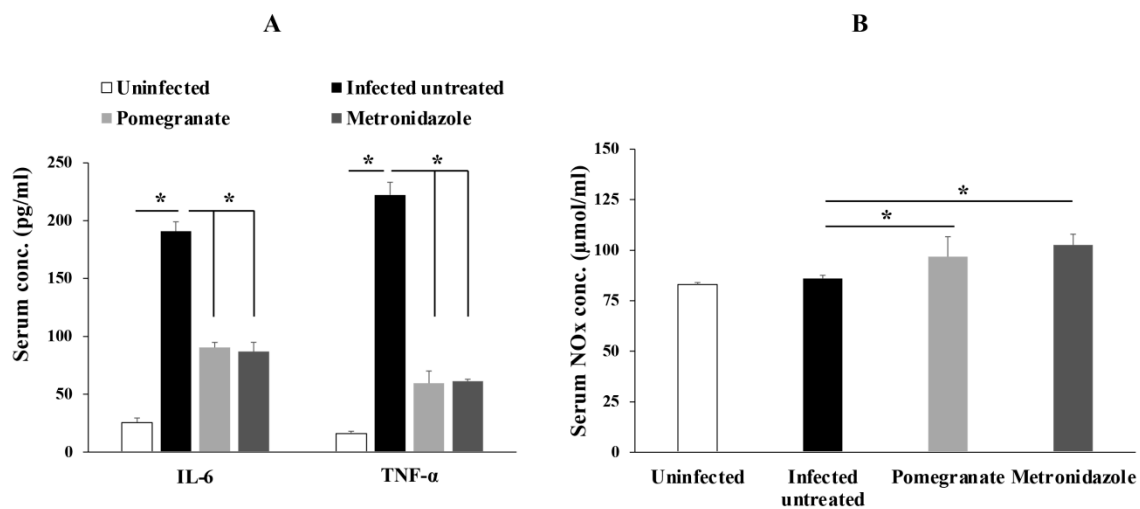 A
Uninfected
Infected untreated
Pomegranate
Metronidazole
Serum conc. (pg/ml)
250
200
150
100
50
0
* * * *
IL-6
TNF-α
B
Serum NOx conc. (μmol/ml)
150
125
100
75
50
25
0
*
*
Uninfected
Infected
untreated
Pomegranate
Metronidazole